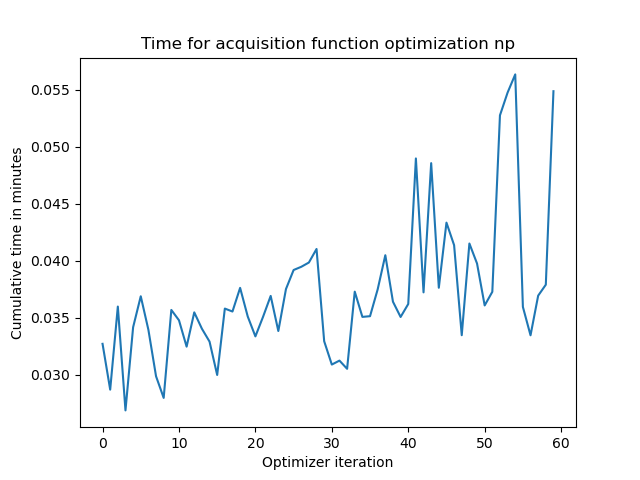 Time for acquisition function optimization np
Cumulative time in minutes
0.055
0.050
0.045
0.040
0.035
0.030
0 10 20 30 40 50 60
Optimizer iteration